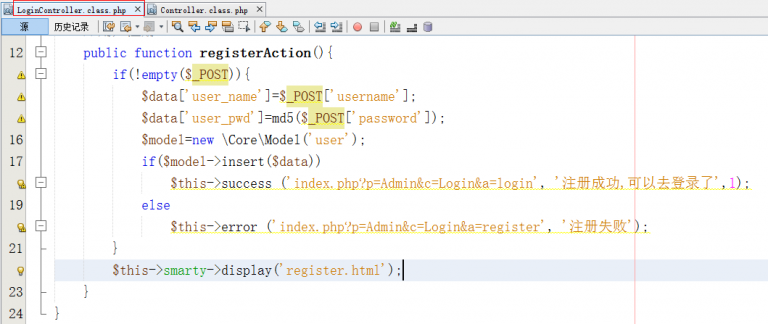 LoginController.class.php Controller.class.php
源 历史记录
12 public function registerAction(){
if(!empty($_POST)){
$data['user_name']=$_POST['username'];
$data['user_pwd']=md5($_POST['password']);
16 $model=new \Core\Model('user');
17 if($model->insert($data))
$this->success ('index.php?p=Admin&c=Login&a=login', '注册成功,可以去登录了',1);
19 else
$this->error ('index.php?p=Admin&c=Login&a=register', '注册失败');
21 }
$this->smarty->display('register.html');
23 }
24 }